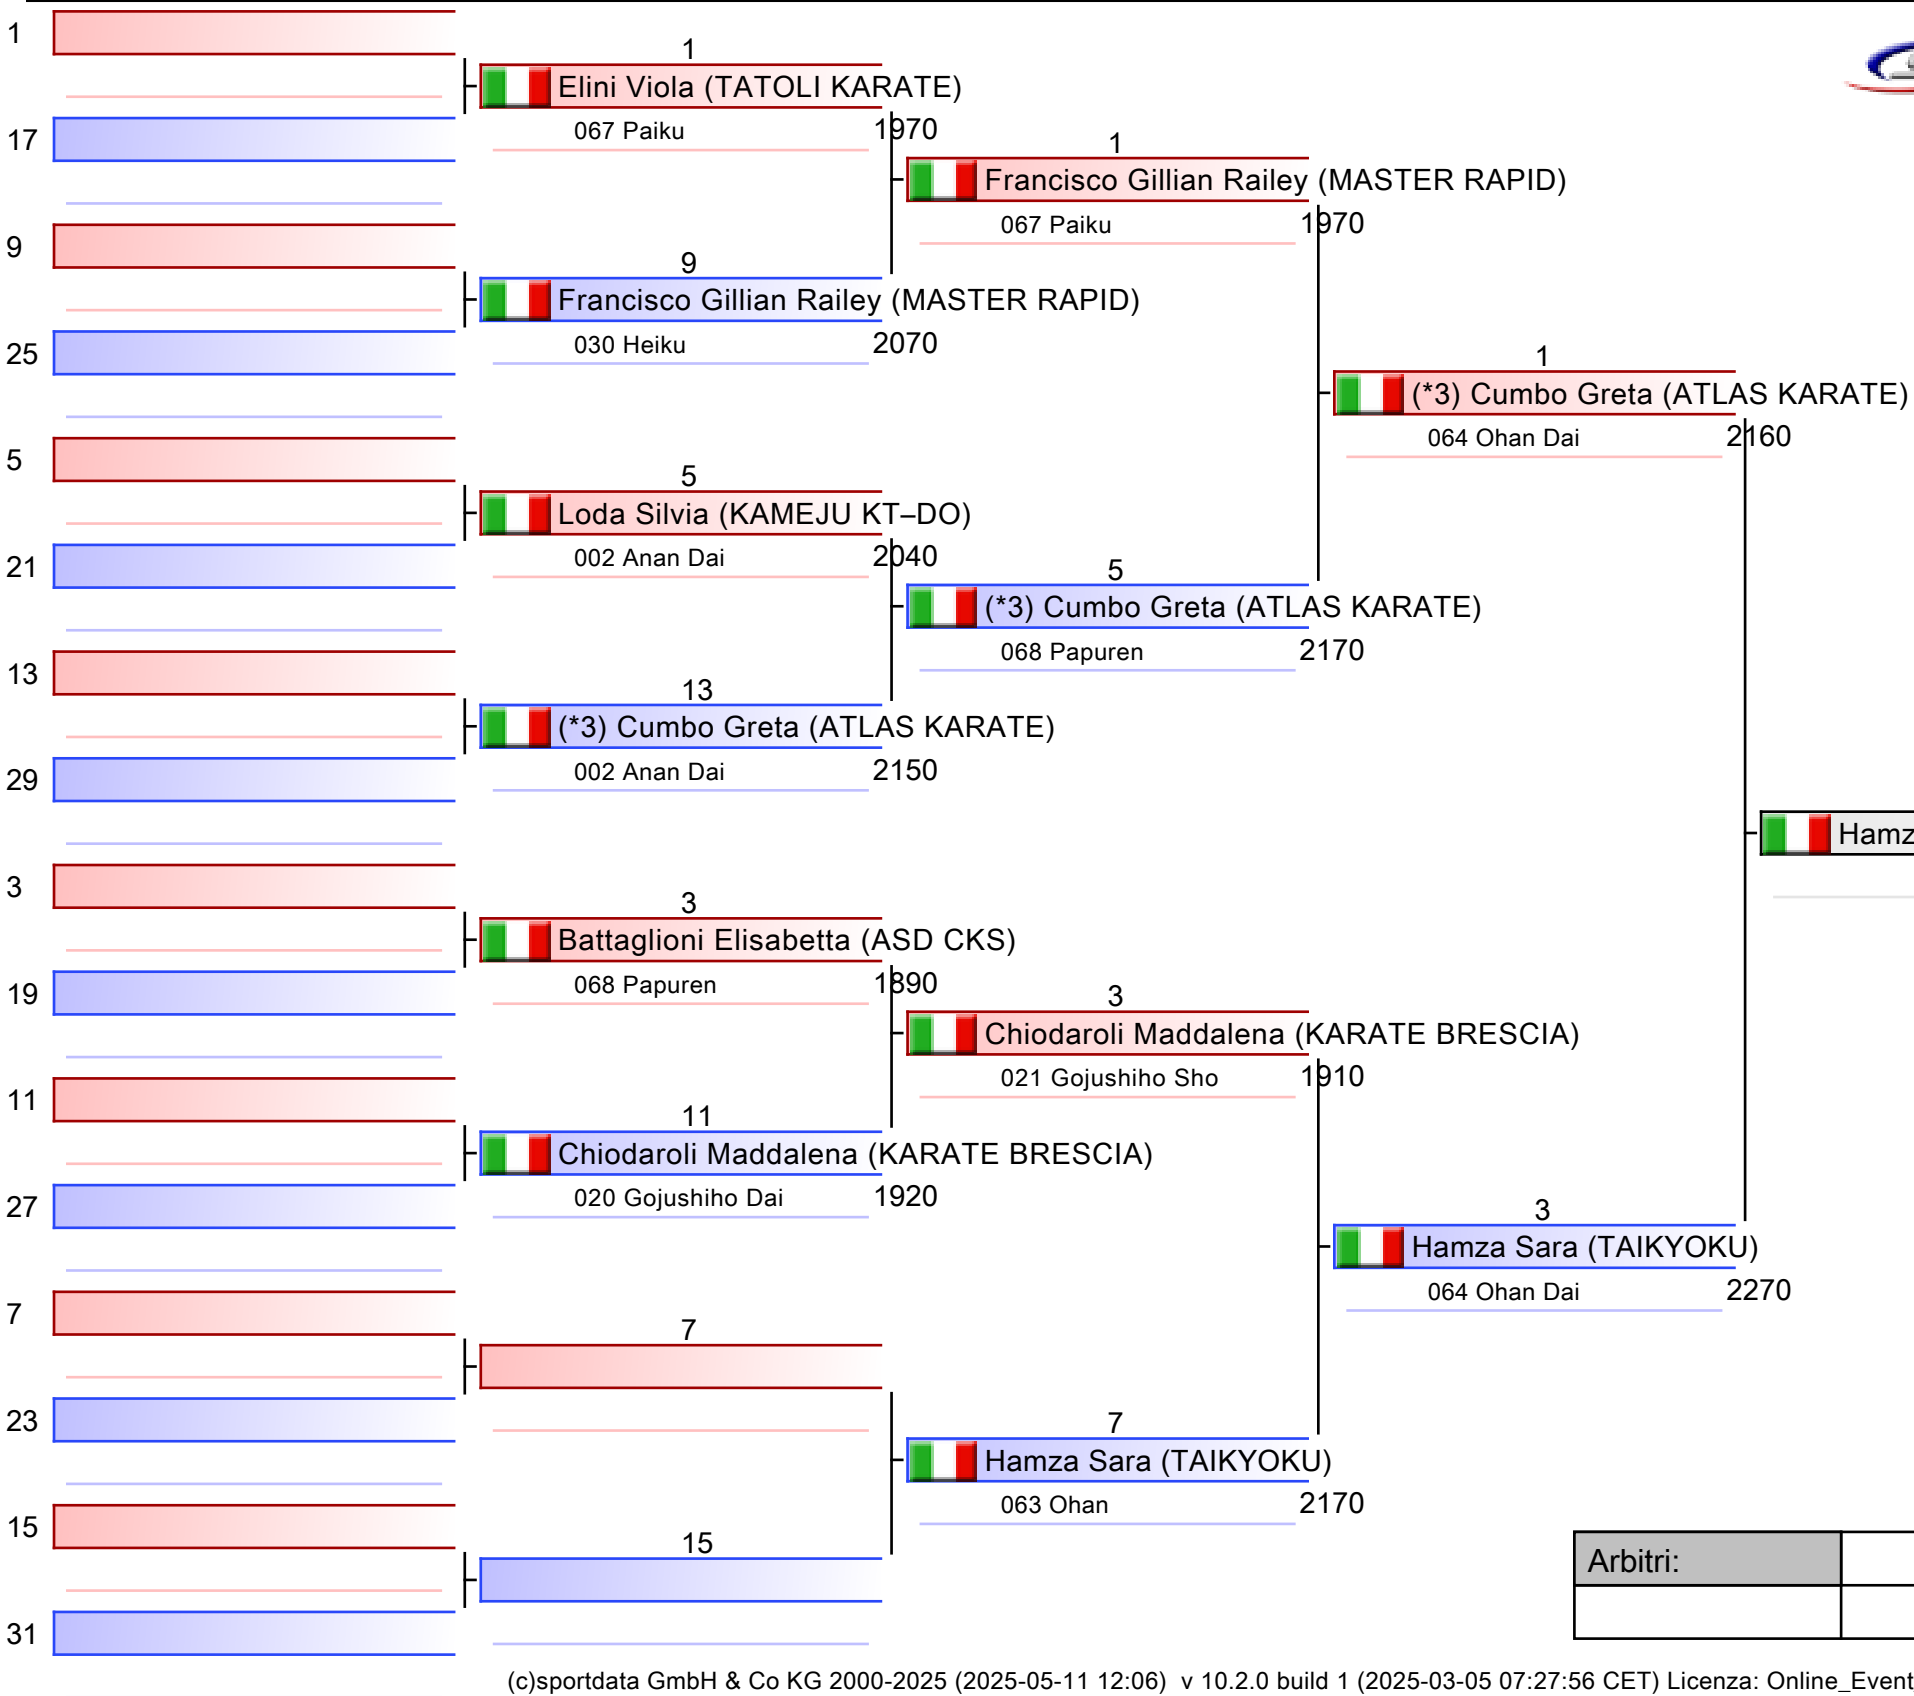 1
17
9
25
5
21
13
29
3
19
11
27
7
23
15
31
1
Elini Viola (TATOLI KARATE)
067 Paiku 1970
9
Francisco Gillian Railey (MASTER RAPID)
030 Heiku 2070
5
Loda Silvia (KAMEJU KT–DO)
002 Anan Dai 2040
13
(*3) Cumbo Greta (ATLAS KARATE)
002 Anan Dai 2150
3
Battaglioni Elisabetta (ASD CKS)
068 Papuren 1890
11
Chiodaroli Maddalena (KARATE BRESCIA)
020 Gojushiho Dai 1920
7
15
1
Francisco Gillian Railey (MASTER RAPID)
067 Paiku 1970
5
(*3) Cumbo Greta (ATLAS KARATE)
068 Papuren 2170
3
Chiodaroli Maddalena (KARATE BRESCIA)
021 Gojushiho Sho 1910
7
Hamza Sara (TAIKYOKU)
063 Ohan 2170
1
(*3) Cumbo Greta (ATLAS KARATE)
064 Ohan Dai 2160
3
Hamza Sara (TAIKYOKU)
064 Ohan Dai 2270
Hamz
Arbitri:
(c)sportdata GmbH & Co KG 2000-2025 (2025-05-11 12:06) v 10.2.0 build 1 (2025-03-05 07:27:56 CET) Licenza: Online_Event